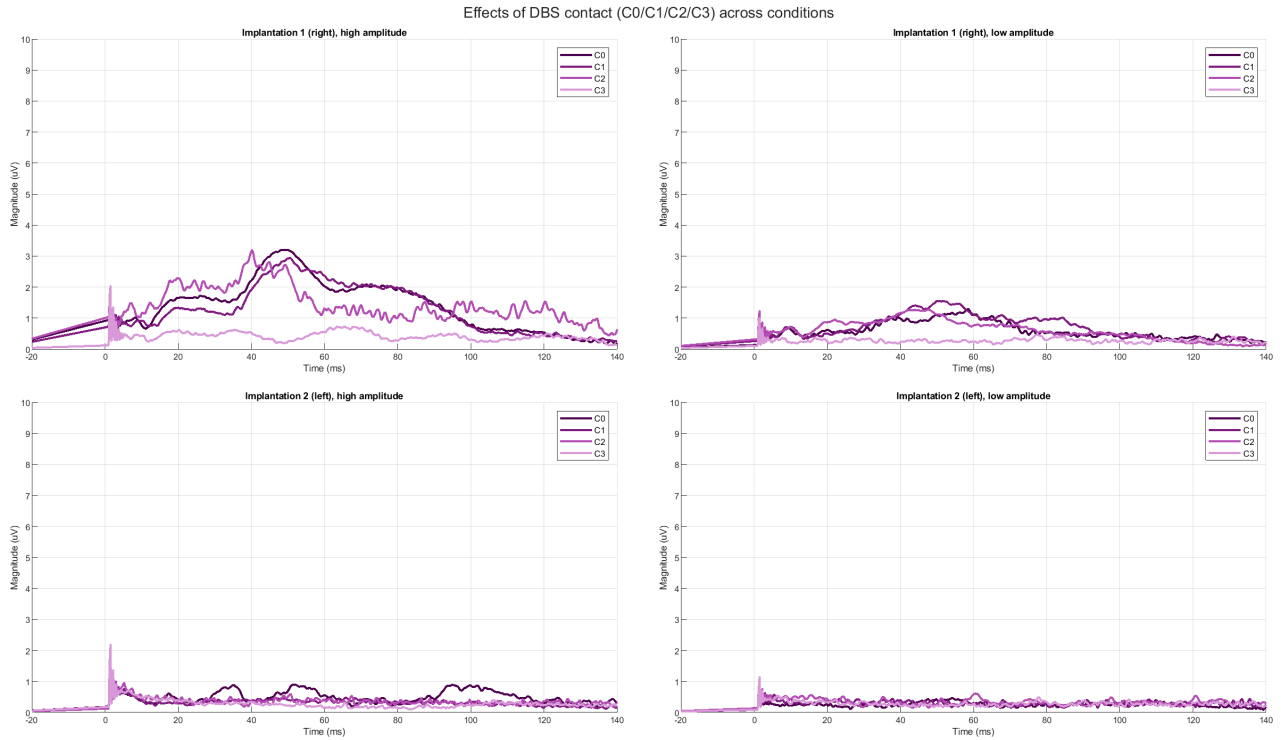 Effects of DBS contact (C0/C1/C2/C3) across conditions
Implantation 1 (right), high amplitude
10
9
8
7
6
5
4
3
2
1
0
Magnitude (uV)
-20
0
20
40
60
80
100
120
140
Time (ms)
C0
C1
C2
C3
Implantation 1 (right), low amplitude
10
9
8
7
6
5
4
3
2
1
0
Magnitude (uV)
-20
0
20
40
60
80
100
120
140
Time (ms)
C0
C1
C2
C3
Implantation 2 (left), high amplitude
10
9
8
7
6
5
4
3
2
1
0
Magnitude (uV)
-20
0
20
40
60
80
100
120
140
Time (ms)
C0
C1
C2
C3
Implantation 2 (left), low amplitude
10
9
8
7
6
5
4
3
2
1
0
Magnitude (uV)
-20
0
20
40
60
80
100
120
140
Time (ms)
C0
C1
C2
C3